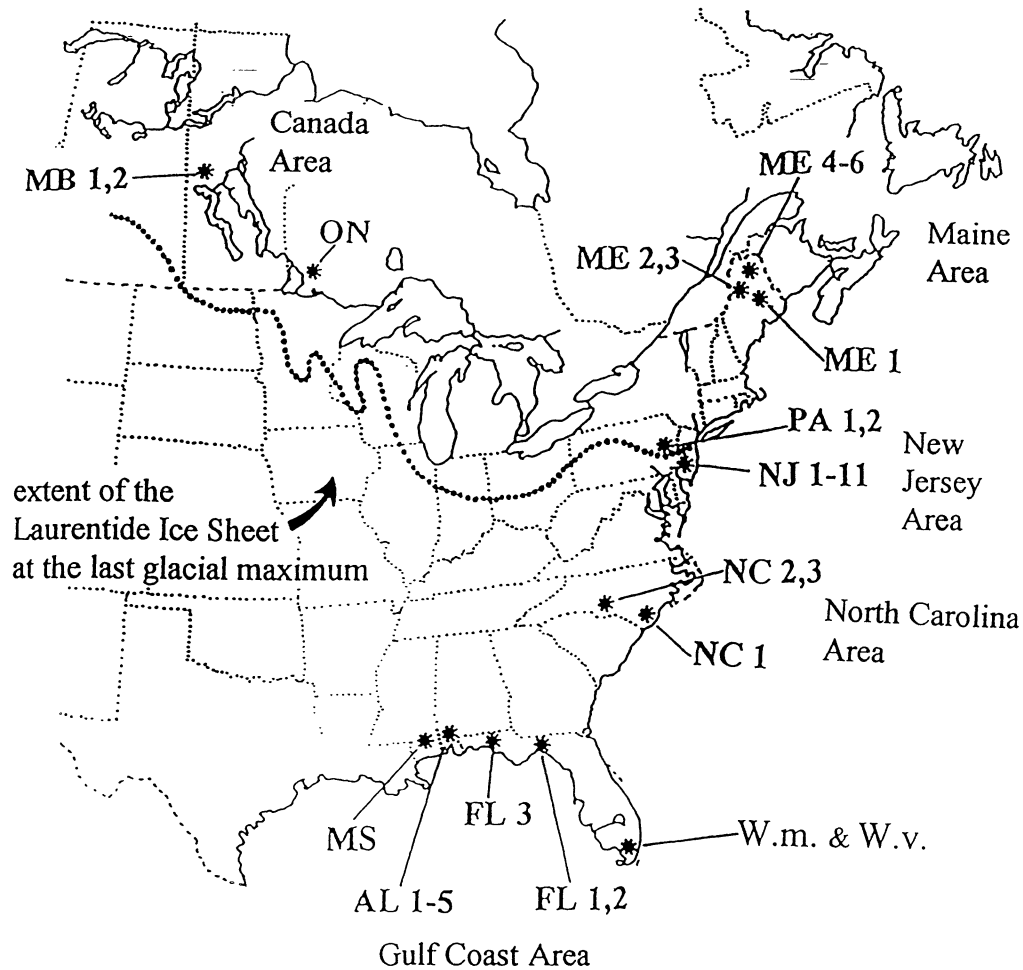 Canada
Area
MB 1,2
ON
ME 4-6
ME 2,3
Maine
Area
ME 1
PA 1,2
NJ 1-11
New
Jersey
Area
extent of the
Laurentide Ice Sheet
at the last glacial maximum
NC 2,3
North Carolina
Area
NC 1
FL 3
MS
W.m. & W.v.
AL 1-5
FL 1,2
Gulf Coast Area